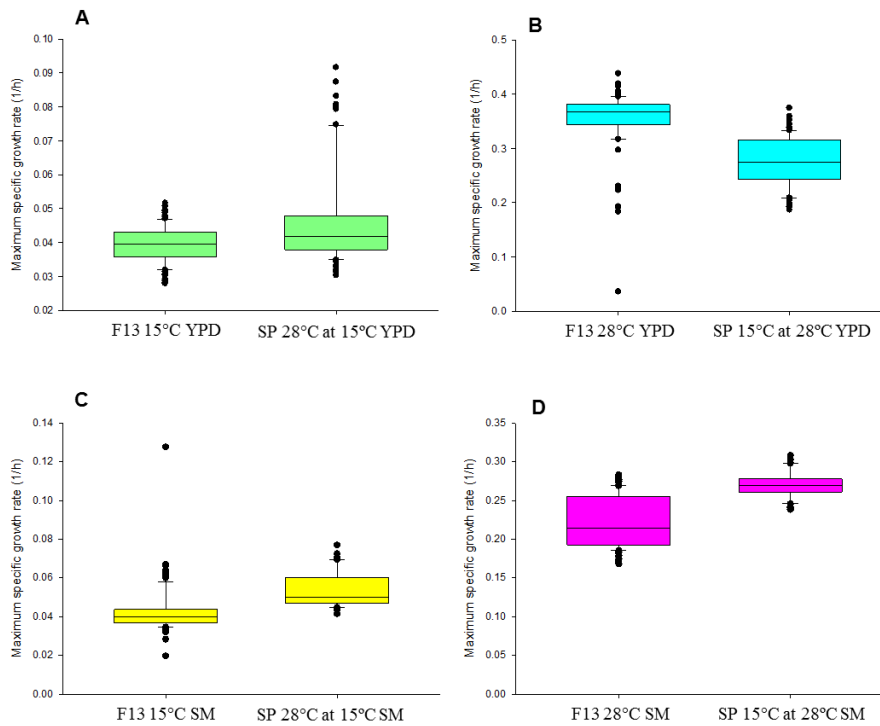 A
Maximum specific growth rate (1/h)
0.10
0.09
0.08
0.07
0.06
0.05
0.04
0.03
0.02
F13 15°C YPD
SP 28°C at 15°C YPD
B
Maximum specific growth rate (1/h)
0.5
0.4
0.3
0.2
0.1
0.0
F13 28°C YPD
SP 15°C at 28°C YPD
C
Maximum specific growth rate (1/h)
0.14
0.12
0.10
0.08
0.06
0.04
0.02
0.00
F13 15°C SM
SP 28°C at 15°C SM
D
Maximum specific growth rate (1/h)
0.35
0.30
0.25
0.20
0.15
0.10
0.05
0.00
F13 28°C SM
SP 15°C at 28°C SM